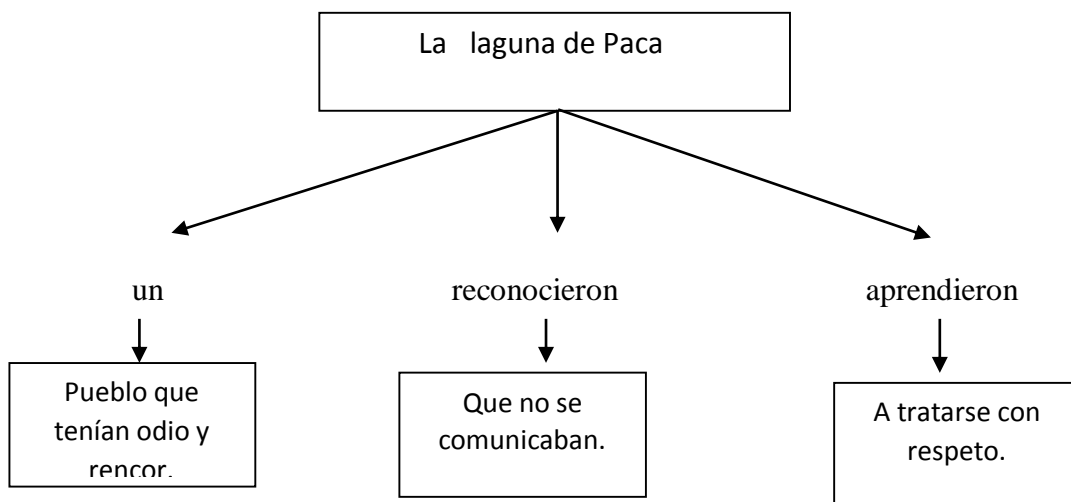 La laguna de Paca
un
reconocieron
aprendieron
Pueblo que
tenían odio y
rencor.
Que no se
comunicaban.
A tratarse con
respeto.